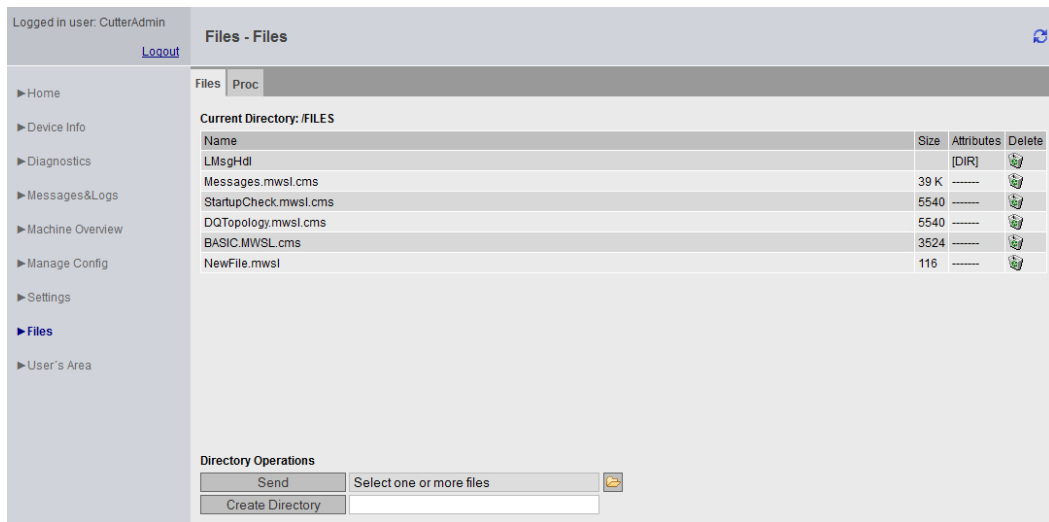 Logged in user: CutterAdmin
Logout
Files - Files
►Home
►Device Info
►Diagnostics
►Messages&Logs
►Machine Overview
►Manage Config
►Settings
►Files
►User´s Area
Files Proc
Current Directory: /FILES
Name Size Attributes Delete
LMsgHdl [DIR]
Messages.mwsl.cms 39 K -------
StartupCheck.mwsl.cms 5540 -------
DQTopology.mwsl.cms 5540 -------
BASIC.MWSL.cms 3524 -------
NewFile.mwsl 116 -------
Directory Operations
Send Select one or more files
Create Directory